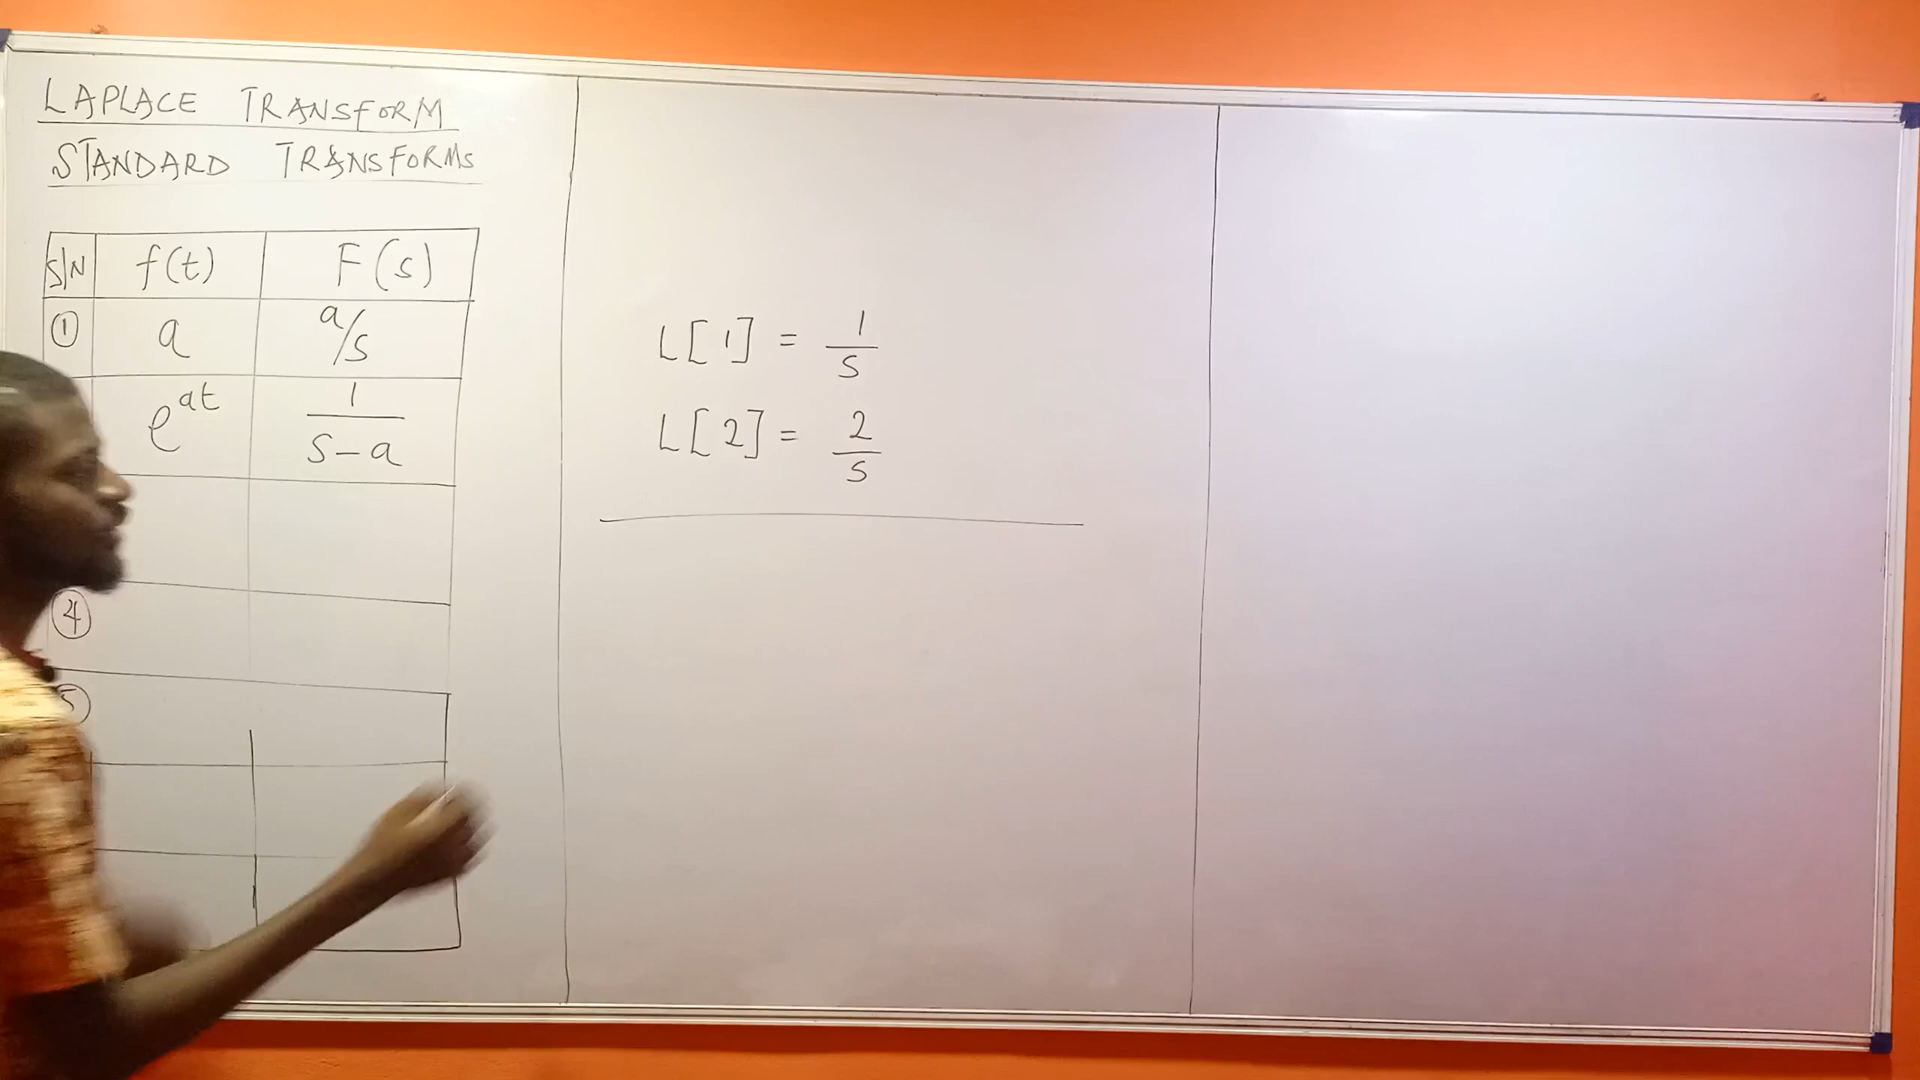 LAPLACE TRANSFORM
STANDARD TRANSFORMS
S/N f(t) F(s)
① a a/s
e^at 1/(s-a)
④
⑤
L[1] = 1/s
L[2] = 2/s